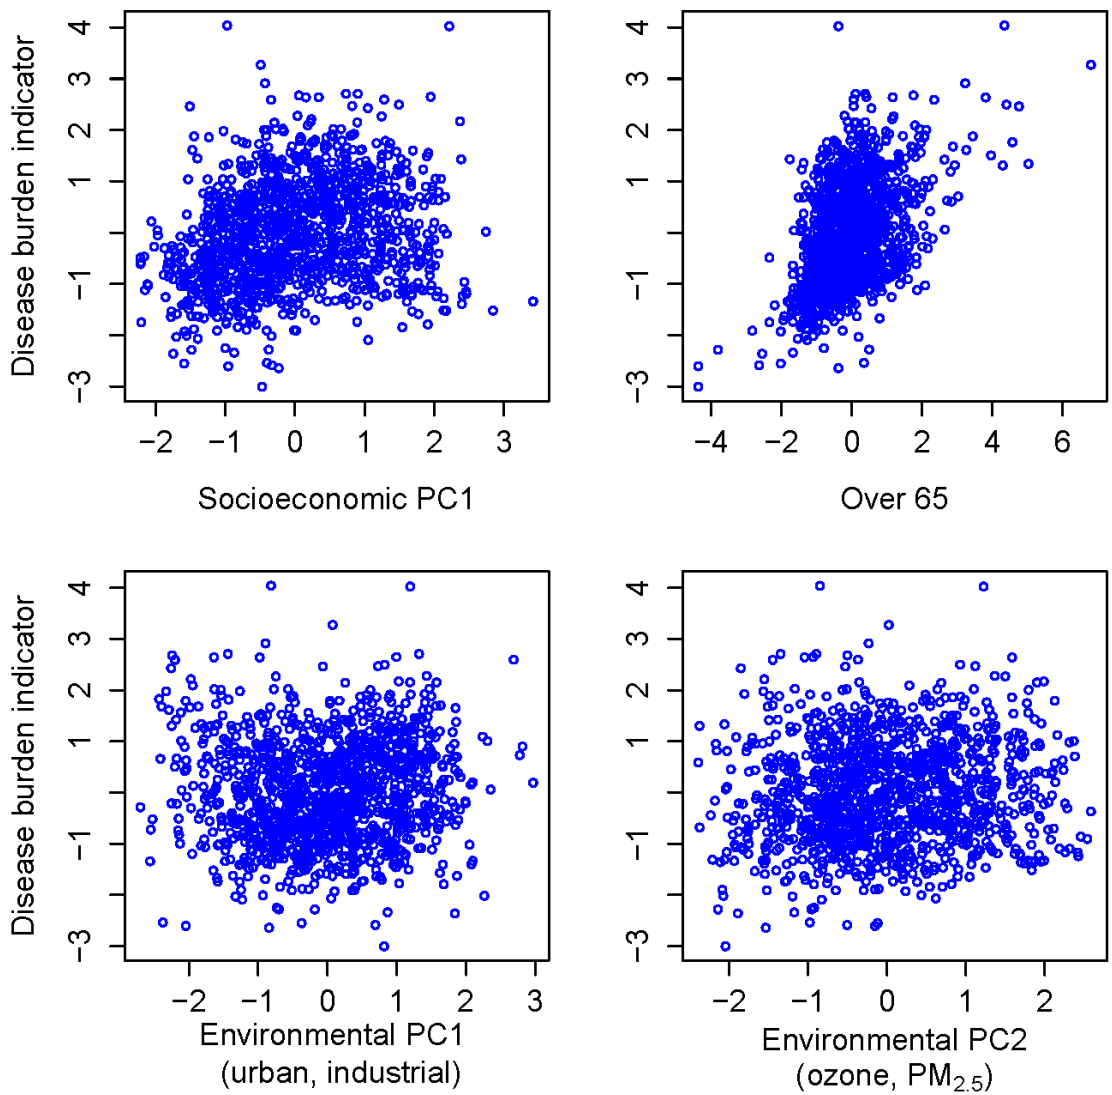 Disease burden indicator
4
3
2
1
−1
−3
−2 −1 0 1 2 3
Socioeconomic PC1
4
3
2
1
−1
−3
−4 −2 0 2 4 6
Over 65
Disease burden indicator
4
3
2
1
−1
−3
−2 −1 0 1 2 3
Environmental PC1
(urban, industrial)
4
3
2
1
−1
−3
−2 −1 0 1 2
Environmental PC2
(ozone, PM2.5)